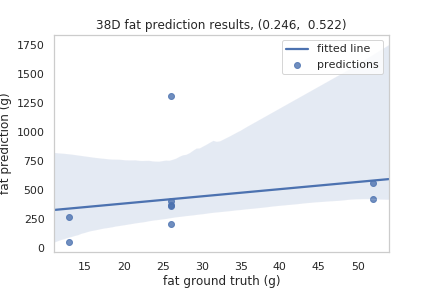 38D fat prediction results, (0.246, 0.522)
fitted line
predictions
1750
1500
1250
1000
750
500
250
0
fat prediction (g)
15 20 25 30 35 40 45 50
fat ground truth (g)